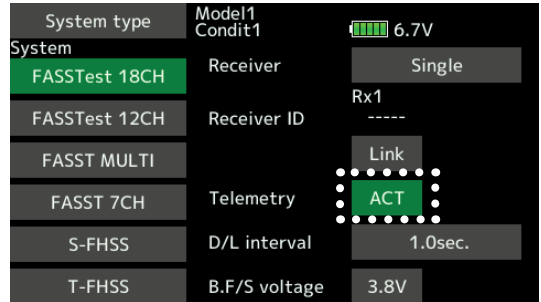 System type
Model1
Condit1
6.7V
System
FASSTest 18CH
FASSTest 12CH
FASST MULTI
FASST 7CH
S-FHSS
T-FHSS
Receiver
Single
Rx1
Receiver ID
-----
Link
Telemetry
ACT
D/L interval
1.0sec.
B.F/S voltage
3.8V